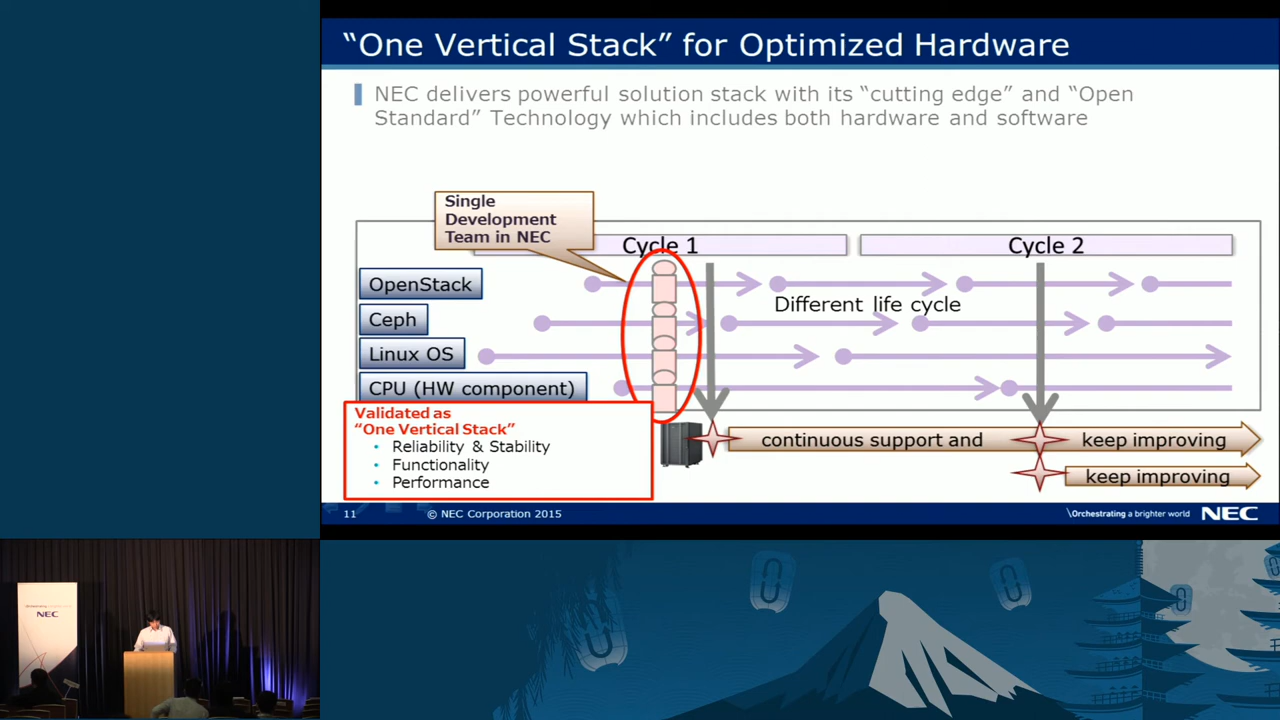 “One Vertical Stack” for Optimized Hardware
NEC delivers powerful solution stack with its “cutting edge” and “Open
Standard” Technology which includes both hardware and software
Single
Development
Team in NEC
Cycle 1
Cycle 2
OpenStack
Different life cycle
Ceph
Linux OS
CPU (HW component)
Validated as
“One Vertical Stack”
• Reliability & Stability
• Functionality
• Performance
continuous support and
keep improving
keep improving
11
© NEC Corporation 2015
\Orchestrating a brighter world
NEC
NEC